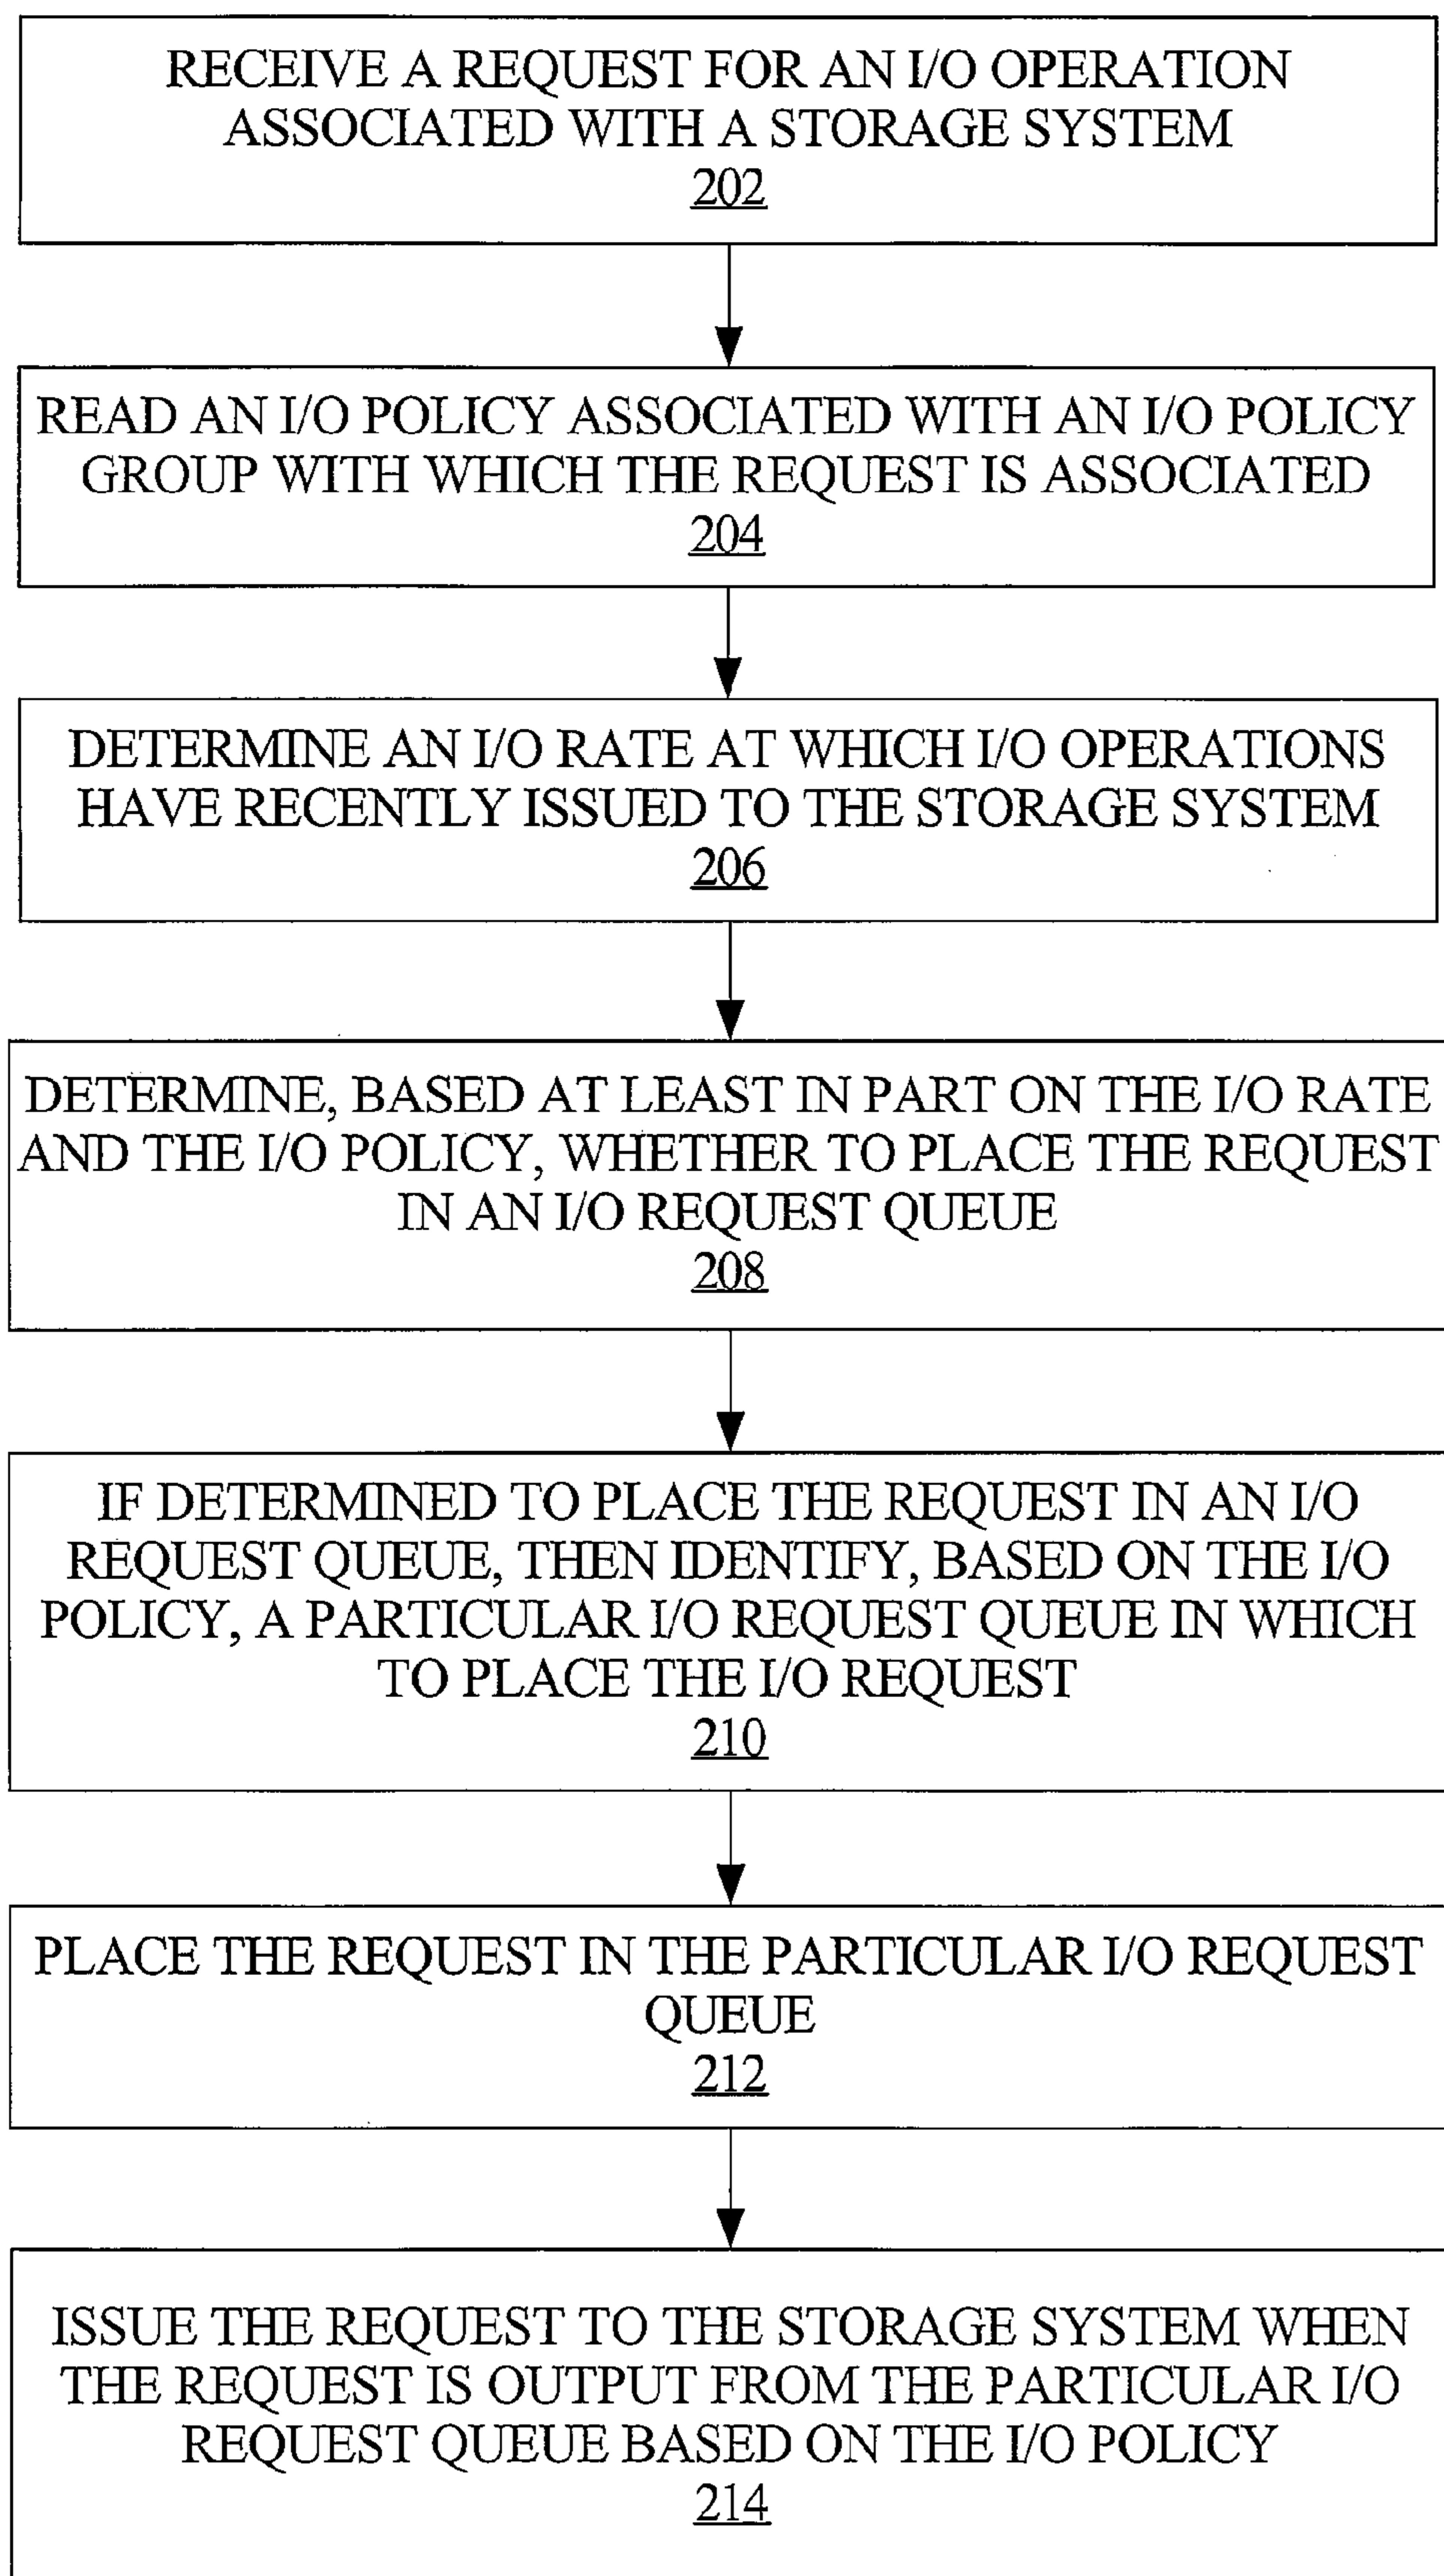 RECEIVE A REQUEST FOR AN I/O OPERATION
ASSOCIATED WITH A STORAGE SYSTEM
202
READ AN I/O POLICY ASSOCIATED WITH AN I/O POLICY
GROUP WITH WHICH THE REQUEST IS ASSOCIATED
204
DETERMINE AN I/O RATE AT WHICH I/O OPERATIONS
HAVE RECENTLY ISSUED TO THE STORAGE SYSTEM
206
DETERMINE, BASED AT LEAST IN PART ON THE I/O RATE
AND THE I/O POLICY, WHETHER TO PLACE THE REQUEST
IN AN I/O REQUEST QUEUE
208
IF DETERMINED TO PLACE THE REQUEST IN AN I/O
REQUEST QUEUE, THEN IDENTIFY, BASED ON THE I/O
POLICY, A PARTICULAR I/O REQUEST QUEUE IN WHICH
TO PLACE THE I/O REQUEST
210
PLACE THE REQUEST IN THE PARTICULAR I/O REQUEST
QUEUE
212
ISSUE THE REQUEST TO THE STORAGE SYSTEM WHEN
THE REQUEST IS OUTPUT FROM THE PARTICULAR I/O
REQUEST QUEUE BASED ON THE I/O POLICY
214